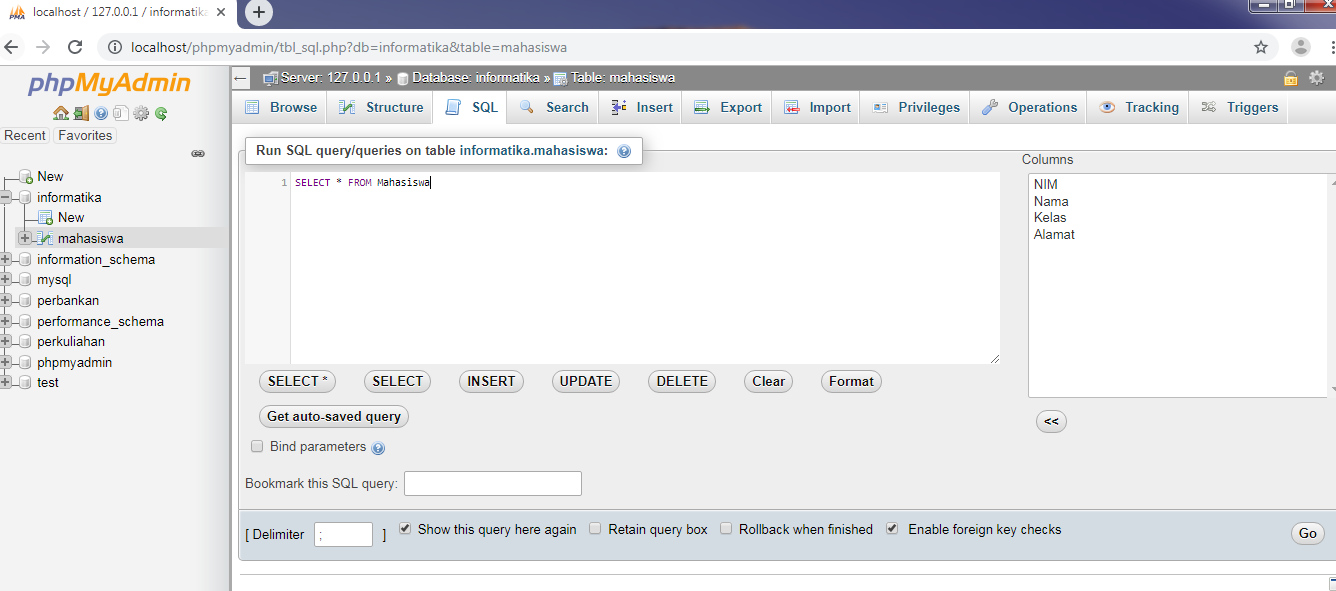 localhost / 127.0.0.1 / informatika
localhost/phpmyadmin/tbl_sql.php?db=informatika&table=mahasiswa
phpMyAdmin
Recent Favorites
New
informatika
New
mahasiswa
information_schema
mysql
perbankan
performance_schema
perkuliahan
phpmyadmin
test
Server: 127.0.0.1 » Database: informatika » Table: mahasiswa
Browse Structure SQL Search Insert Export Import Privileges Operations Tracking Triggers
Run SQL query/queries on table informatika.mahasiswa:
1 SELECT * FROM Mahasiswa
Columns
NIM
Nama
Kelas
Alamat
SELECT * SELECT INSERT UPDATE DELETE Clear Format
Get auto-saved query
<<
Bind parameters
Bookmark this SQL query:
[ Delimiter ; ] Show this query here again Retain query box Rollback when finished Enable foreign key checks
Go